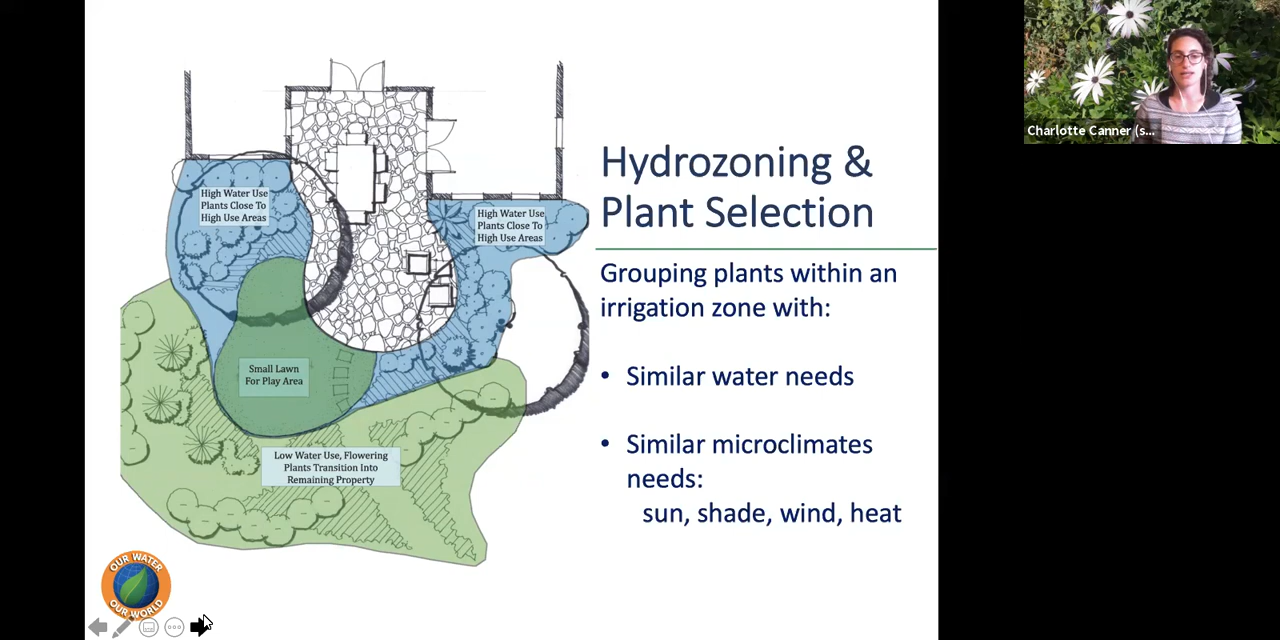 Hydrozoning &
Plant Selection
Grouping plants within an
irrigation zone with:
• Similar water needs
• Similar microclimates
needs:
sun, shade, wind, heat
High Water Use
Plants Close To
High Use Areas
High Water Use
Plants Close To
High Use Areas
Small Lawn
For Play Area
Low Water Use, Flowering
Plants Transition Into
Remaining Property
OUR WATER
OUR WORLD
Charlotte Canner (s...